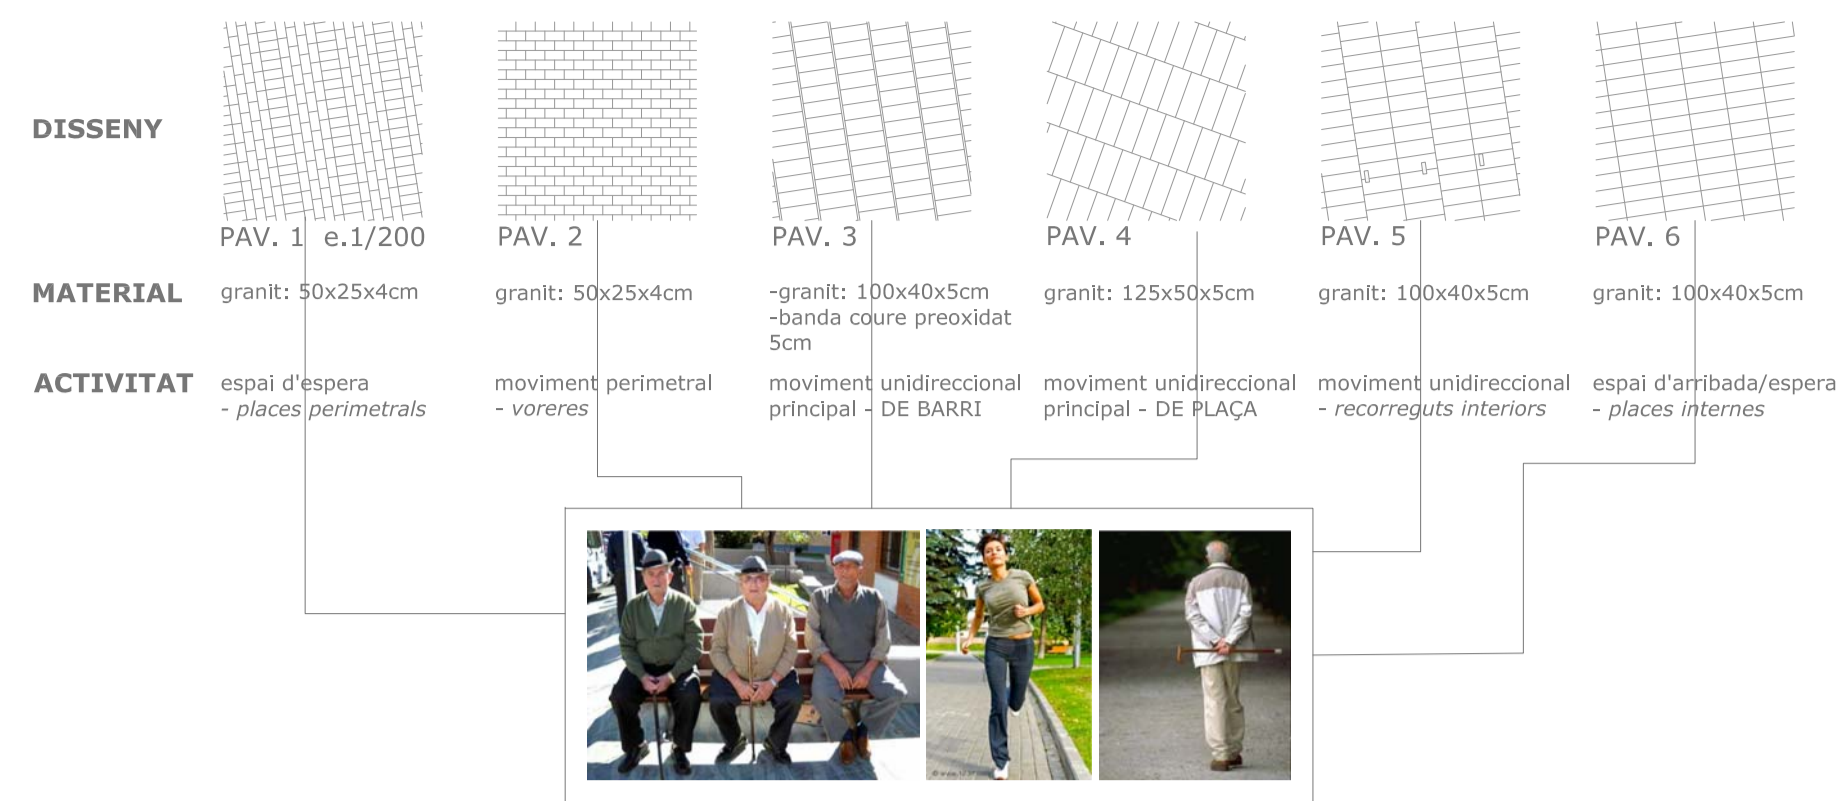 DISSENY
PAV. 1 e.1/200
PAV. 2
PAV. 3
PAV. 4
PAV. 5
PAV. 6
MATERIAL
granit: 50x25x4cm
granit: 50x25x4cm
-granit: 100x40x5cm
-banda coure preoxidat
5cm
granit: 125x50x5cm
granit: 100x40x5cm
granit: 100x40x5cm
ACTIVITAT
espai d'espera
- places perimetrals
moviment perimetral
- voreres
moviment unidireccional
principal - DE BARRI
moviment unidireccional
principal - DE PLAÇA
moviment unidireccional
- recorreguts interiors
espai d'arribada/espera
- places internes